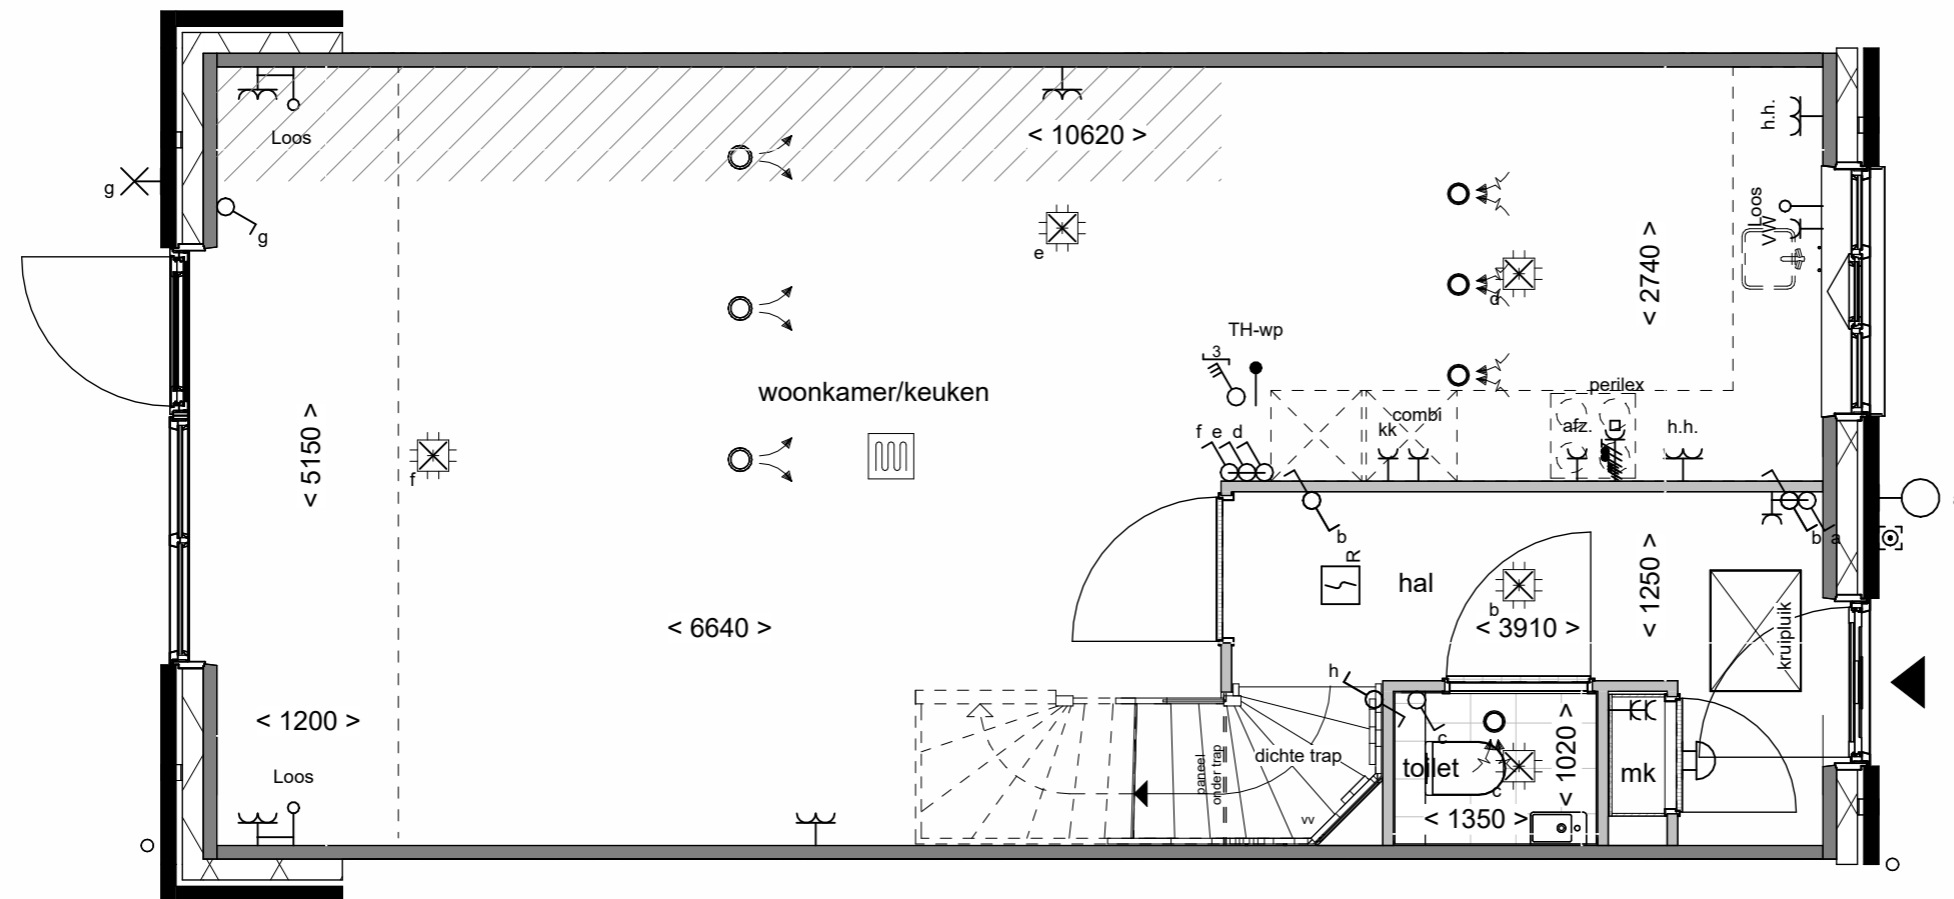 Loos
< 10620 >
h.h.
g
g
Loos
VW
e
d
< 2740 >
TH-wp
3
perilex
woonkamer/keuken
combi
kk
afz.
h.h.
f e d
< 5150 >
f
b
b a
R
hal
b
< 3910 >
< 1250 >
kruipluik
< 6640 >
h
< 1200 >
c
paneel
onder trap
dichte trap
toilet
c
< 1020 >
mk
Loos
vv
< 1350 >